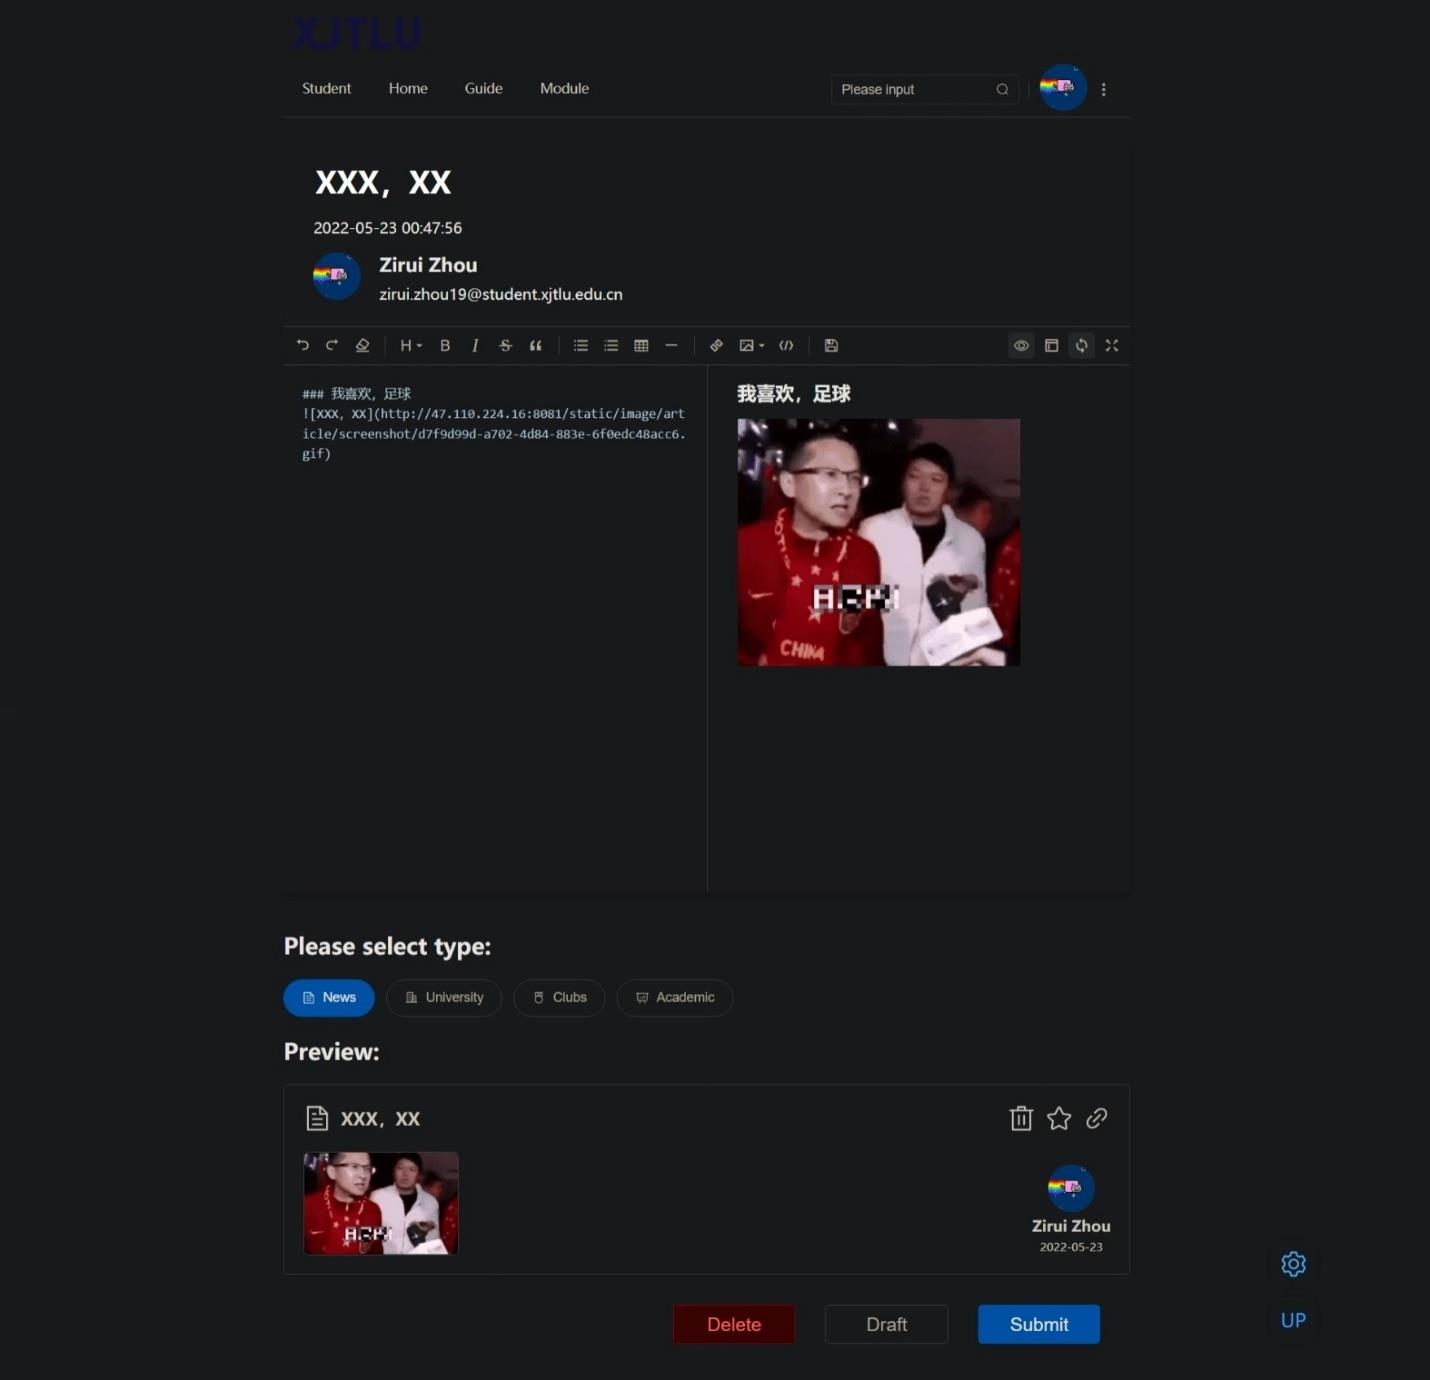 XJTLU
Student Home Guide Module Please input
XXX，XX
2022-05-23 00:47:56
Zirui Zhou
zirui.zhou19@student.xjtlu.edu.cn
### 我喜欢，足球
![XXX，XX](http://47.110.224.16:8081/static/image/art
icle/screenshot/d7f9d99d-a702-4d84-883e-6f0edc48acc6.
gif)
我喜欢，足球
CHINA
Please select type:
News University Clubs Academic
Preview:
XXX，XX
Zirui Zhou
2022-05-23
Delete Draft Submit
UP